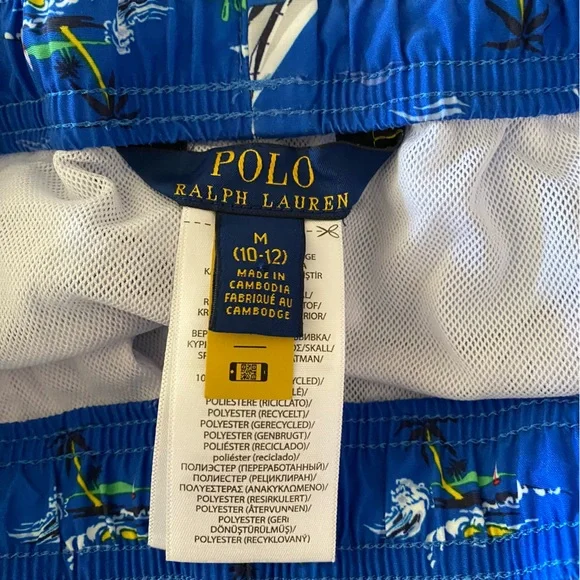 POLO
RALPH LAUREN
M
(10-12)
MADE IN
CAMBODIA
FABRIQUÉ AU
CAMBODGE
POLIESTERE (RICICLATO)/
POLYESTER (RECYCELT)/
POLYESTER (GERECYCLED)/
POLYESTER (GENBRUGT)/
POLIÉSTER (RECICLADO)/
poliéster (reciclado)/
ПОЛИЭСТЕР (ПЕРЕРАБОТАННЫЙ)/
ПОЛИЕСТЕР (РЕЦИКЛИРАН)/
ΠΟΛΥΕΣΤΕΡΑΣ (ΑΝΑΚΥΚΛΩΜΕΝΟ)/
POLYESTER (RESIRKULERT)/
POLYESTER (ÅTERVUNNEN)/
POLYESTER (GERİ
DÖNÜŞTÜRÜLMÜŞ)/
POLYESTER (RECYKLOVANÝ)